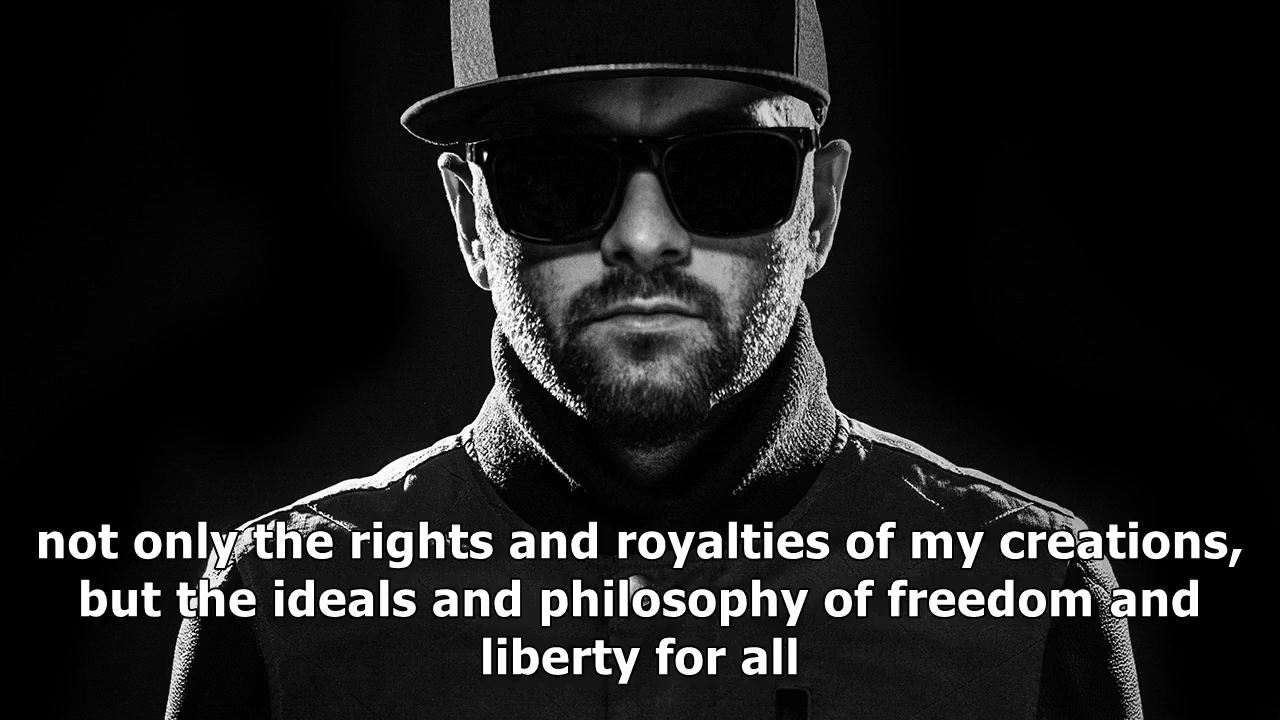 not only the rights and royalties of my creations,
but the ideals and philosophy of freedom and
liberty for all